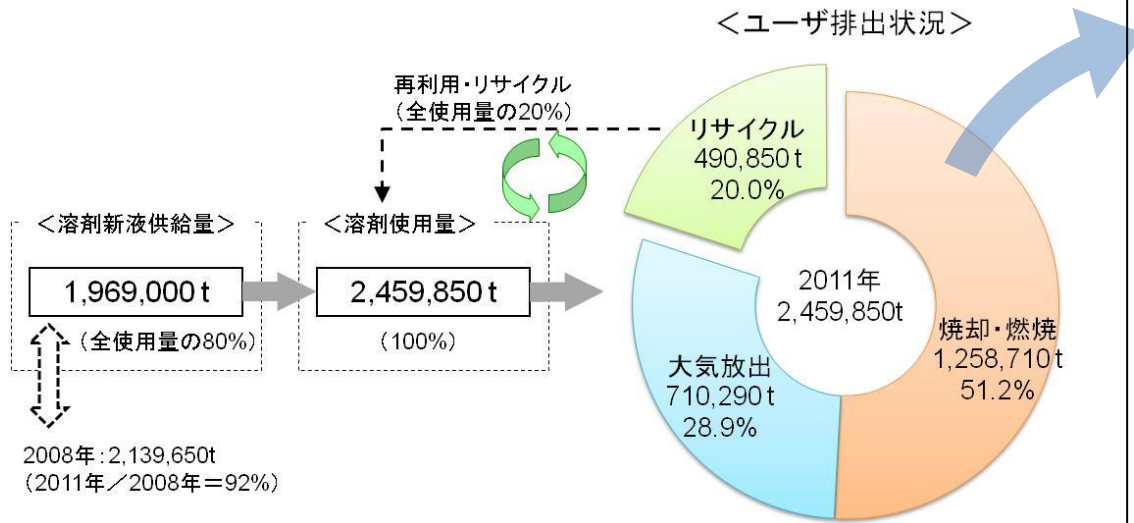 ＜ユーザ排出状況＞
再利用・リサイクル
（全使用量の20%）
リサイクル
490,850t
20.0%
＜溶剤新液供給量＞
1,969,000t
（全使用量の80%）
＜溶剤使用量＞
2,459,850t
(100%)
2011年
2,459,850t
焼却・燃焼
1,258,710t
51.2%
大気放出
710,290t
28.9%
2008年：2,139,650t
（2011年／2008年＝92%）